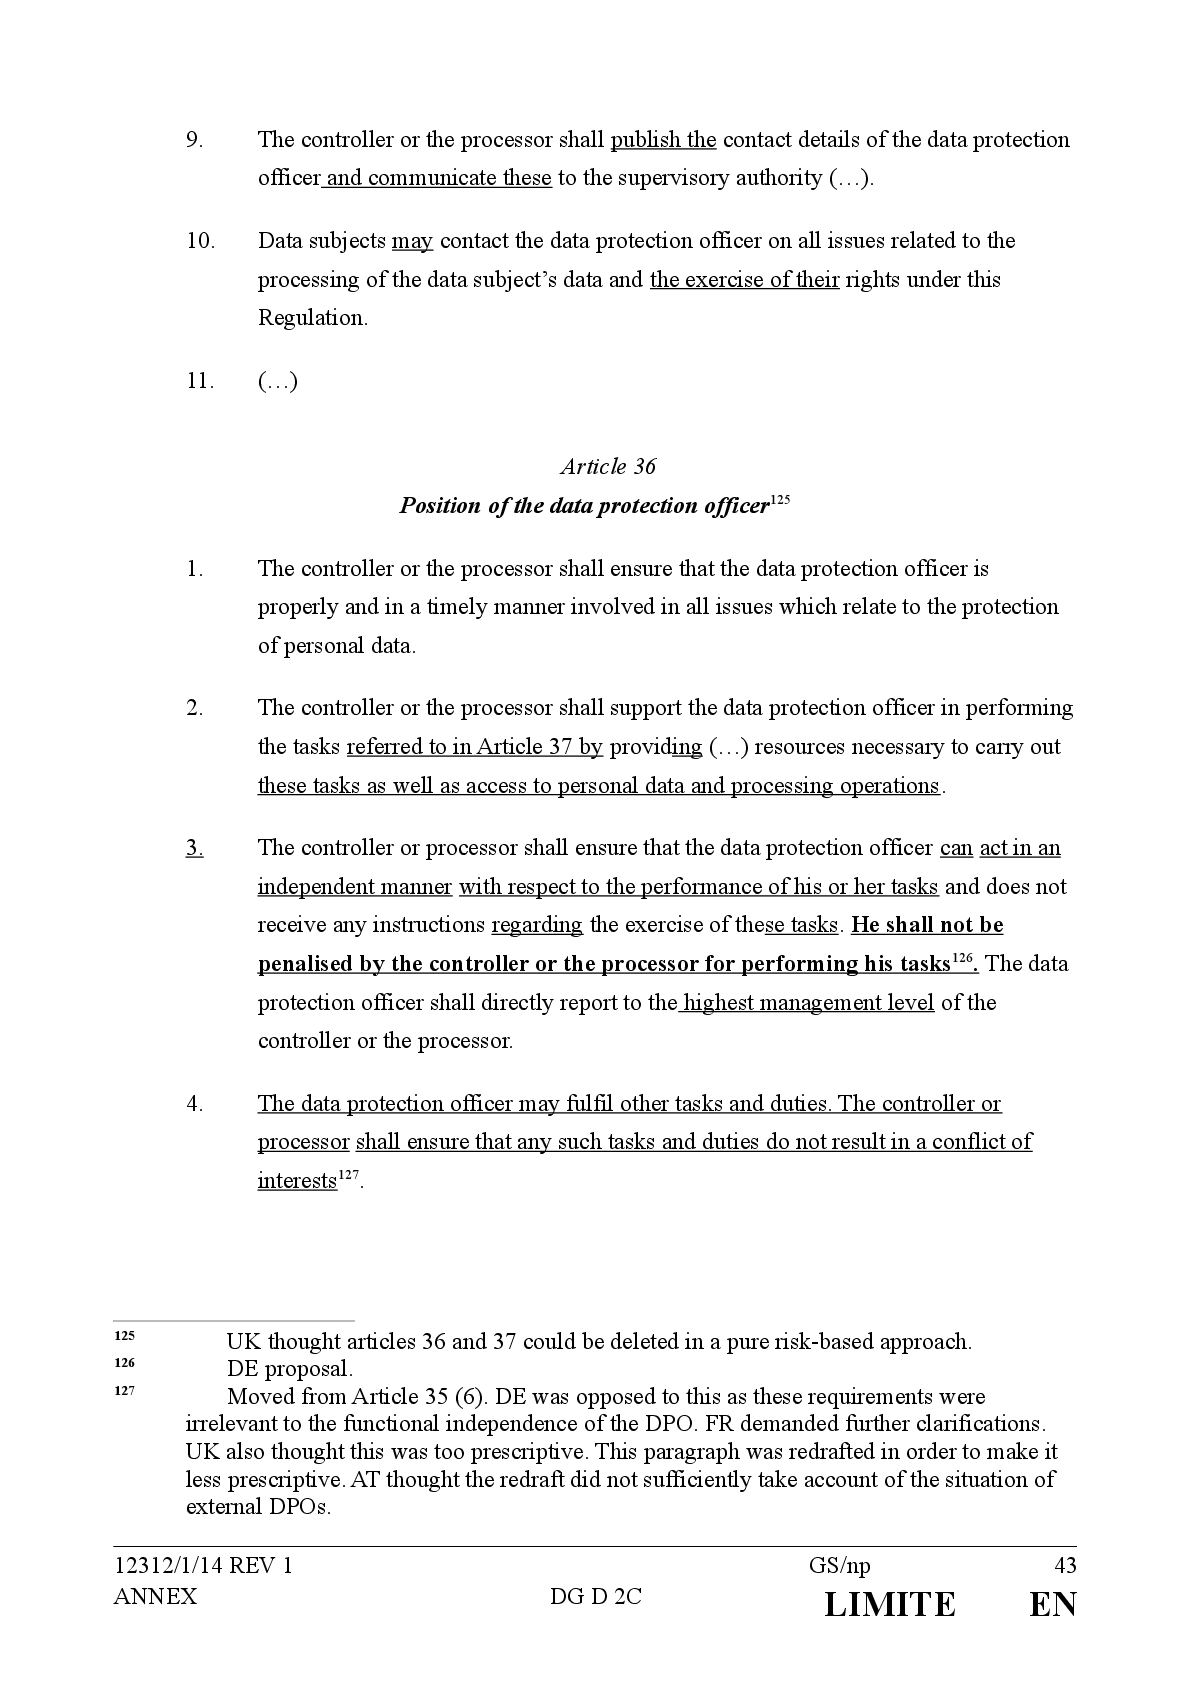 9. The controller or the processor shall publish the contact details of the data protection
officer and communicate these to the supervisory authority (…).
10. Data subjects may contact the data protection officer on all issues related to the
processing of the data subject’s data and the exercise of their rights under this
Regulation.
11. (…)
Article 36
Position of the data protection officer125
1. The controller or the processor shall ensure that the data protection officer is
properly and in a timely manner involved in all issues which relate to the protection
of personal data.
2. The controller or the processor shall support the data protection officer in performing
the tasks referred to in Article 37 by providing (…) resources necessary to carry out
these tasks as well as access to personal data and processing operations.
3. The controller or processor shall ensure that the data protection officer can act in an
independent manner with respect to the performance of his or her tasks and does not
receive any instructions regarding the exercise of these tasks. He shall not be
penalised by the controller or the processor for performing his tasks126. The data
protection officer shall directly report to the highest management level of the
controller or the processor.
4. The data protection officer may fulfil other tasks and duties. The controller or
processor shall ensure that any such tasks and duties do not result in a conflict of
interests127.
125 UK thought articles 36 and 37 could be deleted in a pure risk-based approach.
126 DE proposal.
127 Moved from Article 35 (6). DE was opposed to this as these requirements were
irrelevant to the functional independence of the DPO. FR demanded further clarifications.
UK also thought this was too prescriptive. This paragraph was redrafted in order to make it
less prescriptive. AT thought the redraft did not sufficiently take account of the situation of
external DPOs.
12312/1/14 REV 1 GS/np 43
ANNEX DG D 2C LIMITE EN